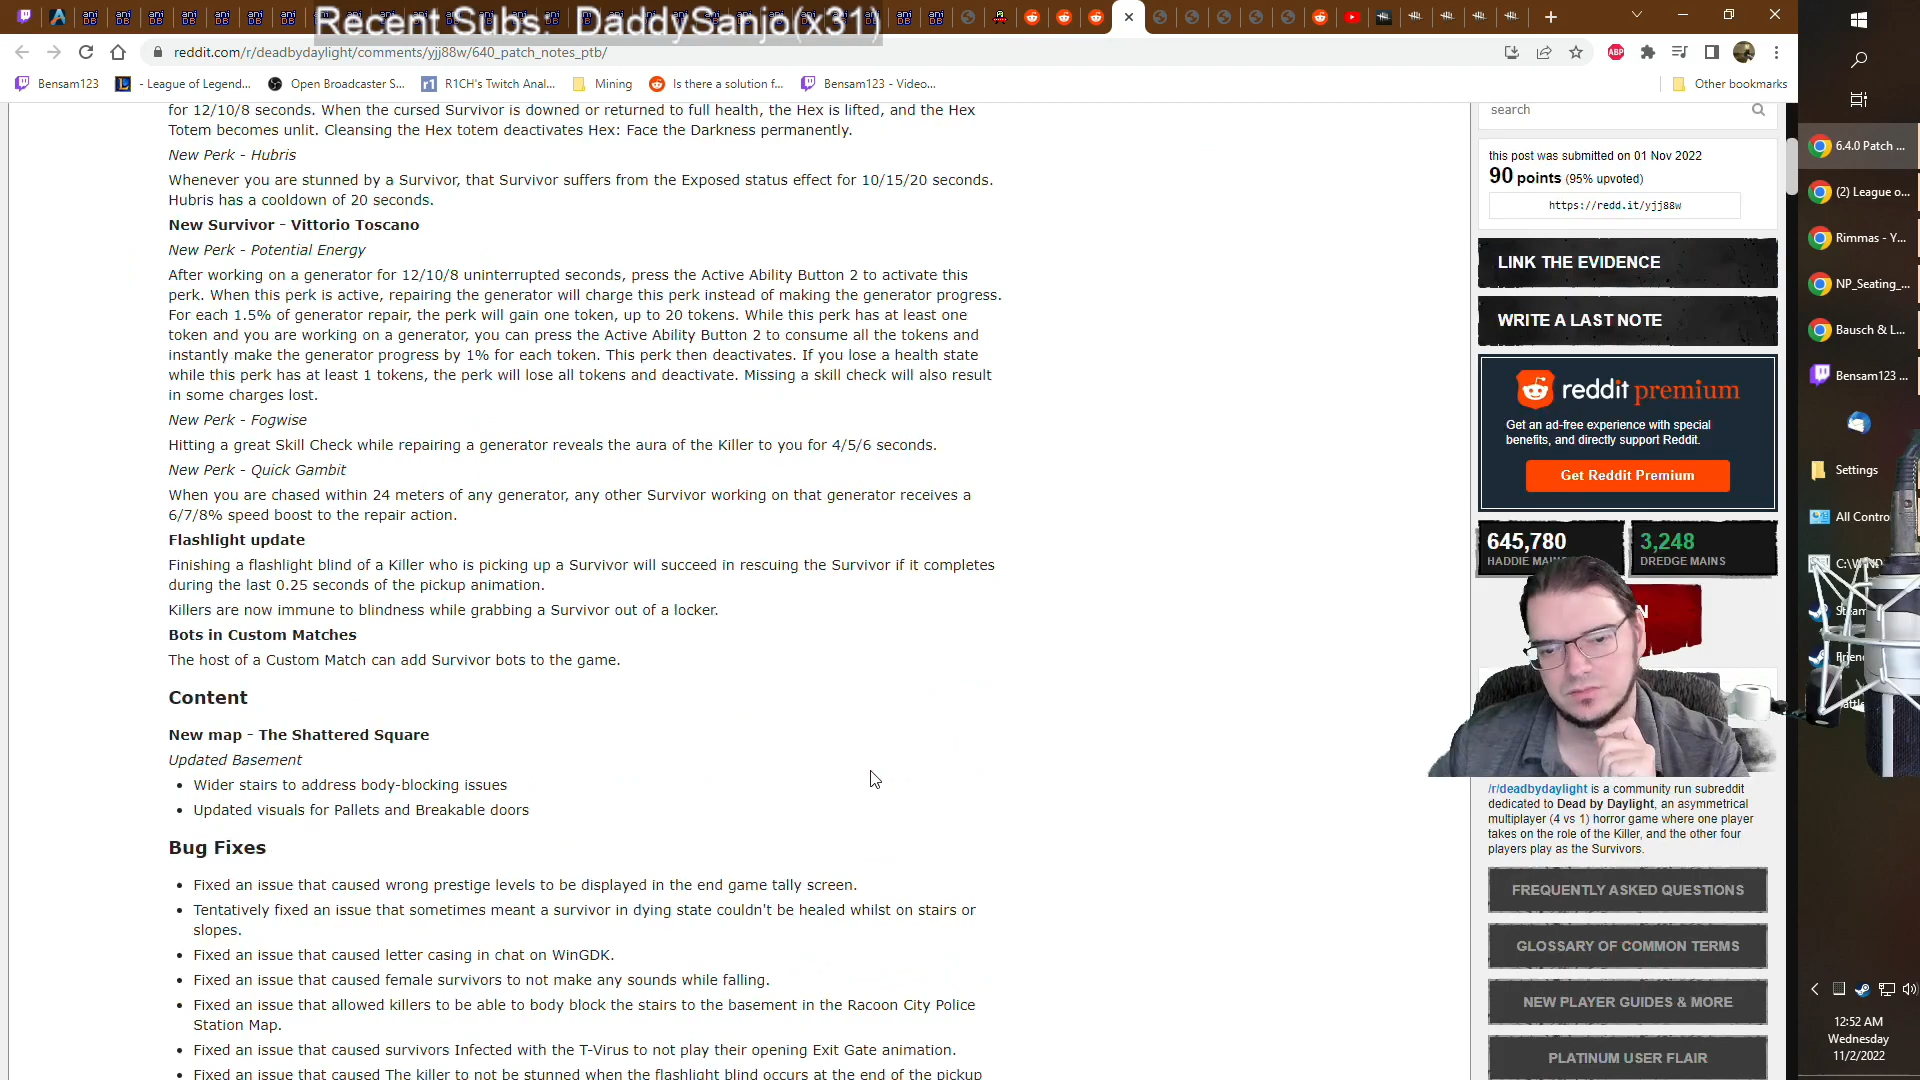 Recent Subs: DaddySanjo(x31)
reddit.com/r/deadbydaylight/comments/yjj88w/640_patch_notes_ptb/
Bensam123
- League of Legend...
Open Broadcaster S...
R1CH's Twitch Anal...
Mining
Is there a solution f...
Bensam123 - Video...
Other bookmarks
for 12/10/8 seconds. When the cursed Survivor is downed or returned to full health, the Hex is lifted, and the Hex
Totem becomes unlit. Cleansing the Hex totem deactivates Hex: Face the Darkness permanently.
New Perk - Hubris
Whenever you are stunned by a Survivor, that Survivor suffers from the Exposed status effect for 10/15/20 seconds.
Hubris has a cooldown of 20 seconds.
New Survivor - Vittorio Toscano
New Perk - Potential Energy
After working on a generator for 12/10/8 uninterrupted seconds, press the Active Ability Button 2 to activate this
perk. When this perk is active, repairing the generator will charge this perk instead of making the generator progress.
For each 1.5% of generator repair, the perk will gain one token, up to 20 tokens. While this perk has at least one
token and you are working on a generator, you can press the Active Ability Button 2 to consume all the tokens and
instantly make the generator progress by 1% for each token. This perk then deactivates. If you lose a health state
while this perk has at least 1 tokens, the perk will lose all tokens and deactivate. Missing a skill check will also result
in some charges lost.
New Perk - Fogwise
Hitting a great Skill Check while repairing a generator reveals the aura of the Killer to you for 4/5/6 seconds.
New Perk - Quick Gambit
When you are chased within 24 meters of any generator, any other Survivor working on that generator receives a
6/7/8% speed boost to the repair action.
Flashlight update
Finishing a flashlight blind of a Killer who is picking up a Survivor will succeed in rescuing the Survivor if it completes
during the last 0.25 seconds of the pickup animation.
Killers are now immune to blindness while grabbing a Survivor out of a locker.
Bots in Custom Matches
The host of a Custom Match can add Survivor bots to the game.
Content
New map - The Shattered Square
Updated Basement
• Wider stairs to address body-blocking issues
• Updated visuals for Pallets and Breakable doors
Bug Fixes
• Fixed an issue that caused wrong prestige levels to be displayed in the end game tally screen.
• Tentatively fixed an issue that sometimes meant a survivor in dying state couldn't be healed whilst on stairs or
slopes.
• Fixed an issue that caused letter casing in chat on WinGDK.
• Fixed an issue that caused female survivors to not make any sounds while falling.
• Fixed an issue that allowed killers to be able to body block the stairs to the basement in the Racoon City Police
Station Map.
• Fixed an issue that caused survivors Infected with the T-Virus to not play their opening Exit Gate animation.
• Fixed an issue that caused The killer to not be stunned when the flashlight blind occurs at the end of the pickup
search
this post was submitted on 01 Nov 2022
90 points (95% upvoted)
https://redd.it/yjj88w
LINK THE EVIDENCE
WRITE A LAST NOTE
reddit premium
Get an ad-free experience with special
benefits, and directly support Reddit.
Get Reddit Premium
645,780
HADDIE MAINS
3,248
DREDGE MAINS
/r/deadbydaylight is a community run subreddit
dedicated to Dead by Daylight, an asymmetrical
multiplayer (4 vs 1) horror game where one player
takes on the role of the Killer, and the other four
players play as the Survivors.
FREQUENTLY ASKED QUESTIONS
GLOSSARY OF COMMON TERMS
NEW PLAYER GUIDES & MORE
PLATINUM USER FLAIR
6.4.0 Patch ...
(2) League o...
Rimmas - Y...
NP_Seating_...
Bausch & L...
Bensam123 ...
Settings
All Contro
Steam
Frien
12:52 AM
Wednesday
11/2/2022